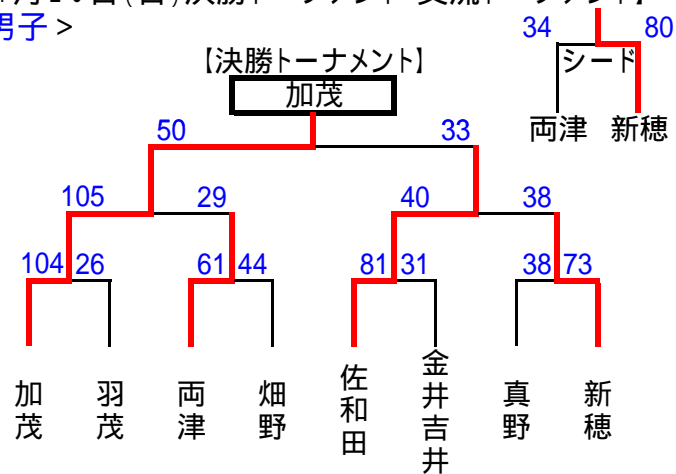 男子 >
34 80
【決勝トーナメント】
シード
加茂
両津 新穂
50 33
105 29 40 38
104 26 61 44 81 31 38 73
加茂
羽茂
両津
畑野
佐和田
金井吉井
真野
新穂